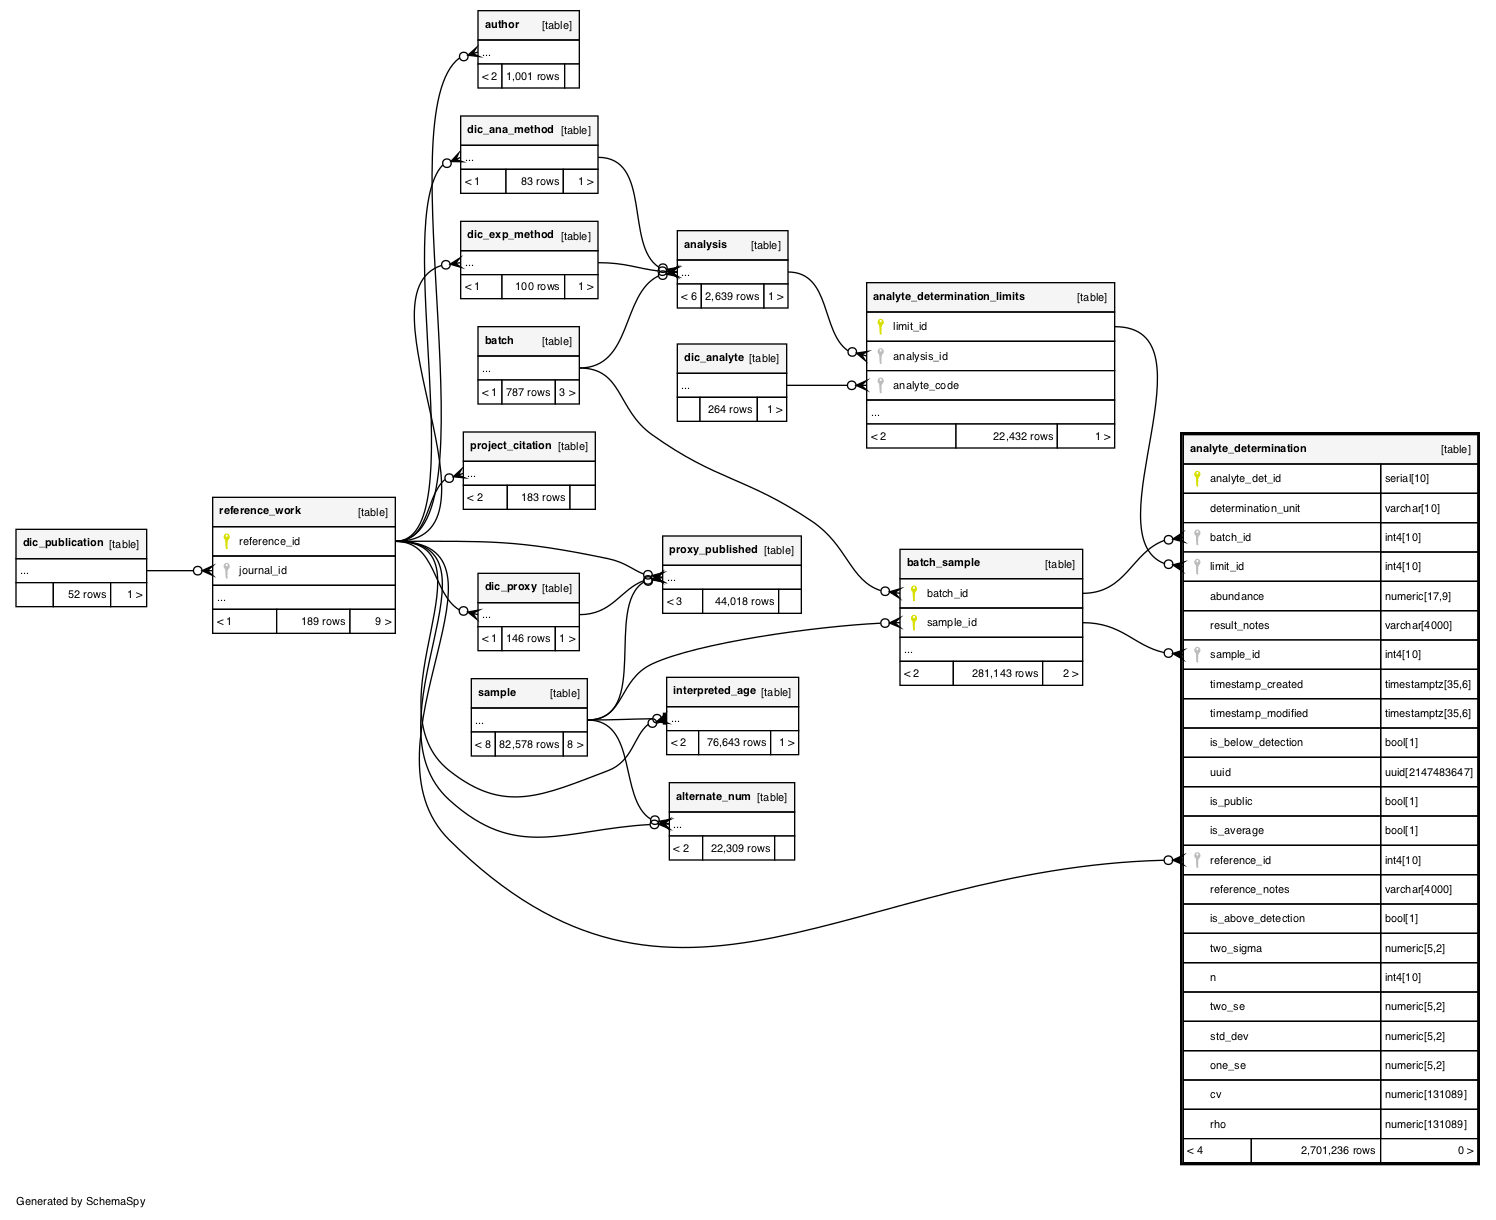 author [table]
...
< 2 1,001 rows
dic_ana_method [table]
...
< 1 83 rows 1 >
dic_exp_method [table]
...
< 1 100 rows 1 >
batch [table]
...
< 1 787 rows 3 >
project_citation [table]
...
< 2 183 rows
reference_work [table]
reference_id
journal_id
...
< 1 189 rows 9 >
dic_publication [table]
...
52 rows 1 >
dic_proxy [table]
...
< 1 146 rows 1 >
sample [table]
...
< 8 82,578 rows 8 >
analysis [table]
...
< 6 2,639 rows 1 >
dic_analyte [table]
...
264 rows 1 >
proxy_published [table]
...
< 3 44,018 rows
interpreted_age [table]
...
< 2 76,643 rows 1 >
alternate_num [table]
...
< 2 22,309 rows
analyte_determination_limits [table]
limit_id
analysis_id
analyte_code
...
< 2 22,432 rows 1 >
batch_sample [table]
batch_id
sample_id
...
< 2 281,143 rows 2 >
analyte_determination [table]
analyte_det_id serial[10]
determination_unit varchar[10]
batch_id int4[10]
limit_id int4[10]
abundance numeric[17,9]
result_notes varchar[4000]
sample_id int4[10]
timestamp_created timestamptz[35,6]
timestamp_modified timestamptz[35,6]
is_below_detection bool[1]
uuid uuid[2147483647]
is_public bool[1]
is_average bool[1]
reference_id int4[10]
reference_notes varchar[4000]
is_above_detection bool[1]
two_sigma numeric[5,2]
n int4[10]
two_se numeric[5,2]
std_dev numeric[5,2]
one_se numeric[5,2]
cv numeric[131089]
rho numeric[131089]
< 4 2,701,236 rows 0 >
Generated by SchemaSpy